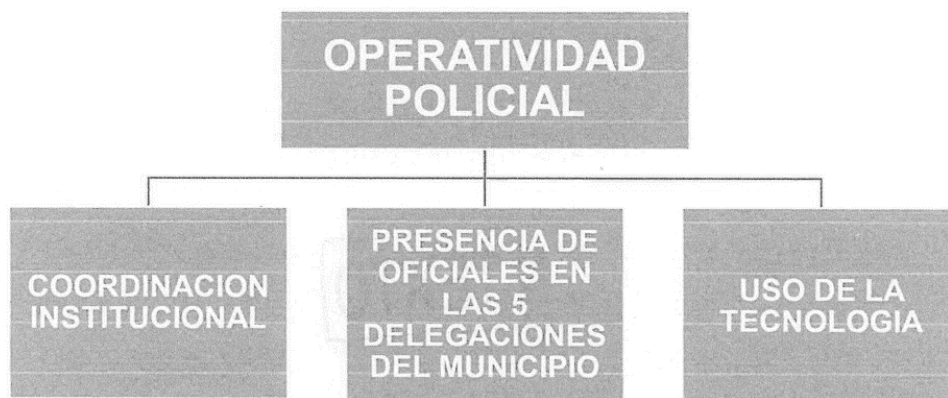 OPERATIVIDAD
POLICIAL
COORDINACION
INSTITUCIONAL
PRESENCIA DE
OFICIALES EN
LAS 5
DELEGACIONES
DEL MUNICIPIO
USO DE LA
TECNOLOGIA